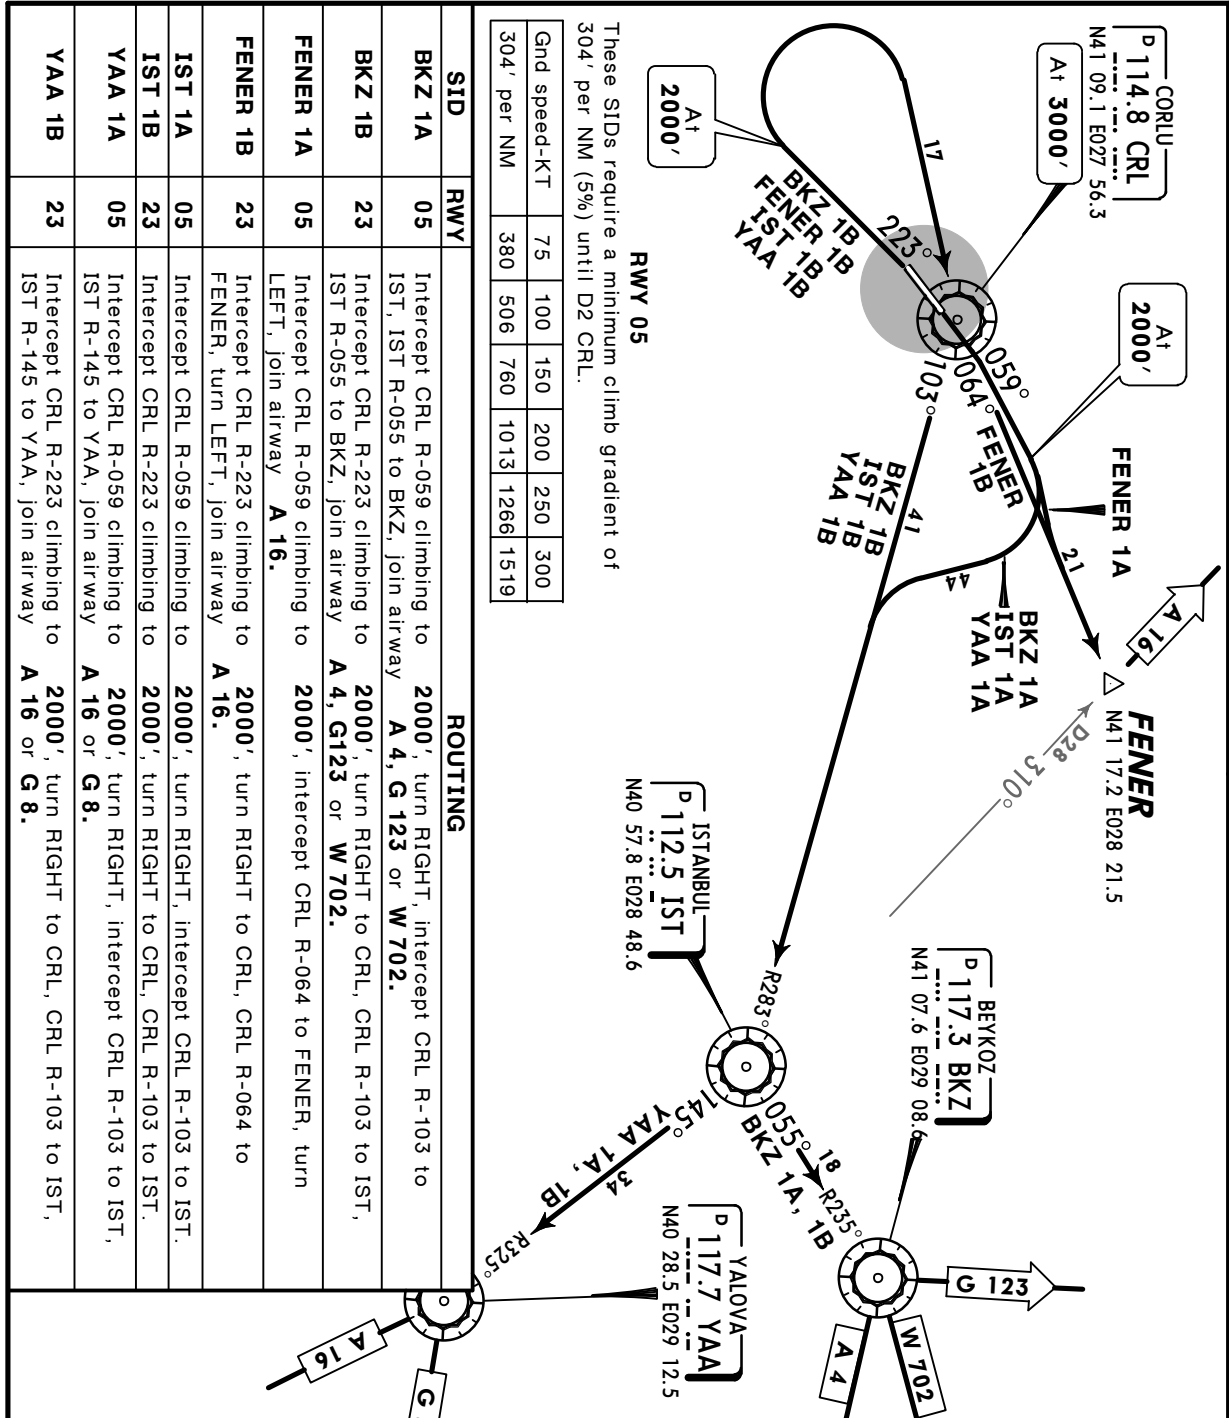 CORLU
D 114.8 CRL
N41 09.1 E027 56.3
At 3000'
At 2000'
At 2000'
17
223°
BKZ 1B
FENER 1B
IST 1B
YAA 1B
059°
064°
103°
FENER 1A
FENER 1B
21
BKZ 1B
IST 1B
YAA 1B
41
44
BKZ 1A
IST 1A
YAA 1A
A 16
FENER
N41 17.2 E028 21.5
D28 310°
ISTANBUL
D 112.5 IST
N40 57.8 E028 48.6
R283°
BEYKOZ
D 117.3 BKZ
N41 07.6 E029 08.6
055°
18
R235°
BKZ 1A, 1B
145°
YAA 1A, 1B
34
R325°
YALOVA
D 117.7 YAA
N40 28.5 E029 12.5
G 123
W 702
A 4
A 16
G
RWY 05
These SIDs require a minimum climb gradient of
304' per NM (5%) until D2 CRL.
Gnd speed-KT 75 100 150 200 250 300
304' per NM 380 506 760 1013 1266 1519
SID RWY ROUTING
BKZ 1A 05 Intercept CRL R-059 climbing to 2000', turn RIGHT, intercept CRL R-103 to
IST, IST R-055 to BKZ, join airway A 4, G 123 or W 702.
BKZ 1B 23 Intercept CRL R-223 climbing to 2000', turn RIGHT to CRL, CRL R-103 to IST,
IST R-055 to BKZ, join airway A 4, G123 or W 702.
FENER 1A 05 Intercept CRL R-059 climbing to 2000', intercept CRL R-064 to FENER, turn
LEFT, join airway A 16.
FENER 1B 23 Intercept CRL R-223 climbing to 2000', turn RIGHT to CRL, CRL R-064 to
FENER, turn LEFT, join airway A 16.
IST 1A 05 Intercept CRL R-059 climbing to 2000', turn RIGHT, intercept CRL R-103 to IST.
IST 1B 23 Intercept CRL R-223 climbing to 2000', turn RIGHT to CRL, CRL R-103 to IST.
YAA 1A 05 Intercept CRL R-059 climbing to 2000', turn RIGHT, intercept CRL R-103 to IST,
IST R-145 to YAA, join airway A 16 or G 8.
YAA 1B 23 Intercept CRL R-223 climbing to 2000', turn RIGHT to CRL, CRL R-103 to IST,
IST R-145 to YAA, join airway A 16 or G 8.